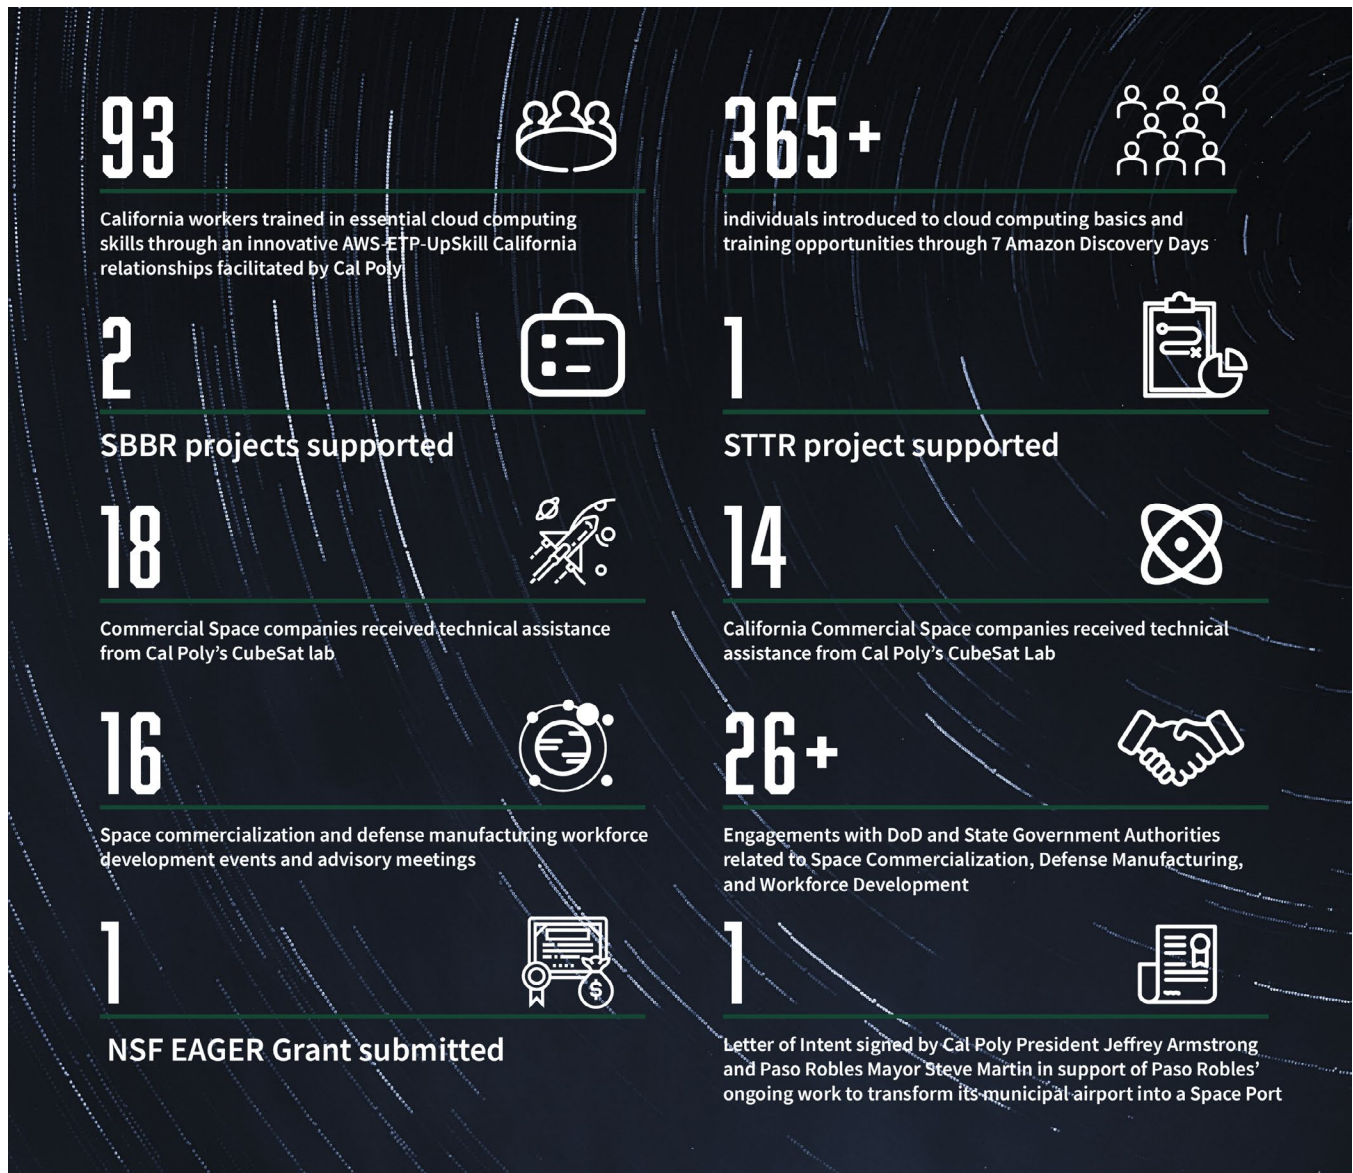 93
California workers trained in essential cloud computing
skills through an innovative AWS-ETP-UpSkill California
relationships facilitated by Cal Poly
365+
individuals introduced to cloud computing basics and
training opportunities through 7 Amazon Discovery Days
2
SBBR projects supported
1
STTR project supported
18
Commercial Space companies received technical assistance
from Cal Poly’s CubeSat lab
14
California Commercial Space companies received technical
assistance from Cal Poly’s CubeSat Lab
16
Space commercialization and defense manufacturing workforce
development events and advisory meetings
26+
Engagements with DoD and State Government Authorities
related to Space Commercialization, Defense Manufacturing,
and Workforce Development
1
NSF EAGER Grant submitted
$
1
Letter of Intent signed by Cal Poly President Jeffrey Armstrong
and Paso Robles Mayor Steve Martin in support of Paso Robles’
ongoing work to transform its municipal airport into a Space Port